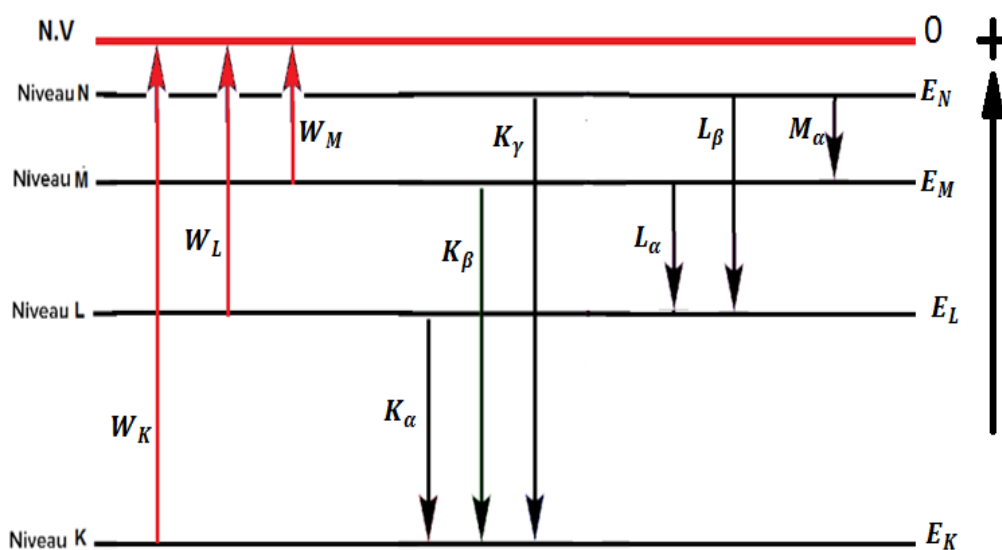 N.V 0 +
Niveau N E_N
W_M K_γ L_β M_α
Niveau M E_M
W_L K_β L_α
Niveau L E_L
W_K K_α
Niveau K E_K